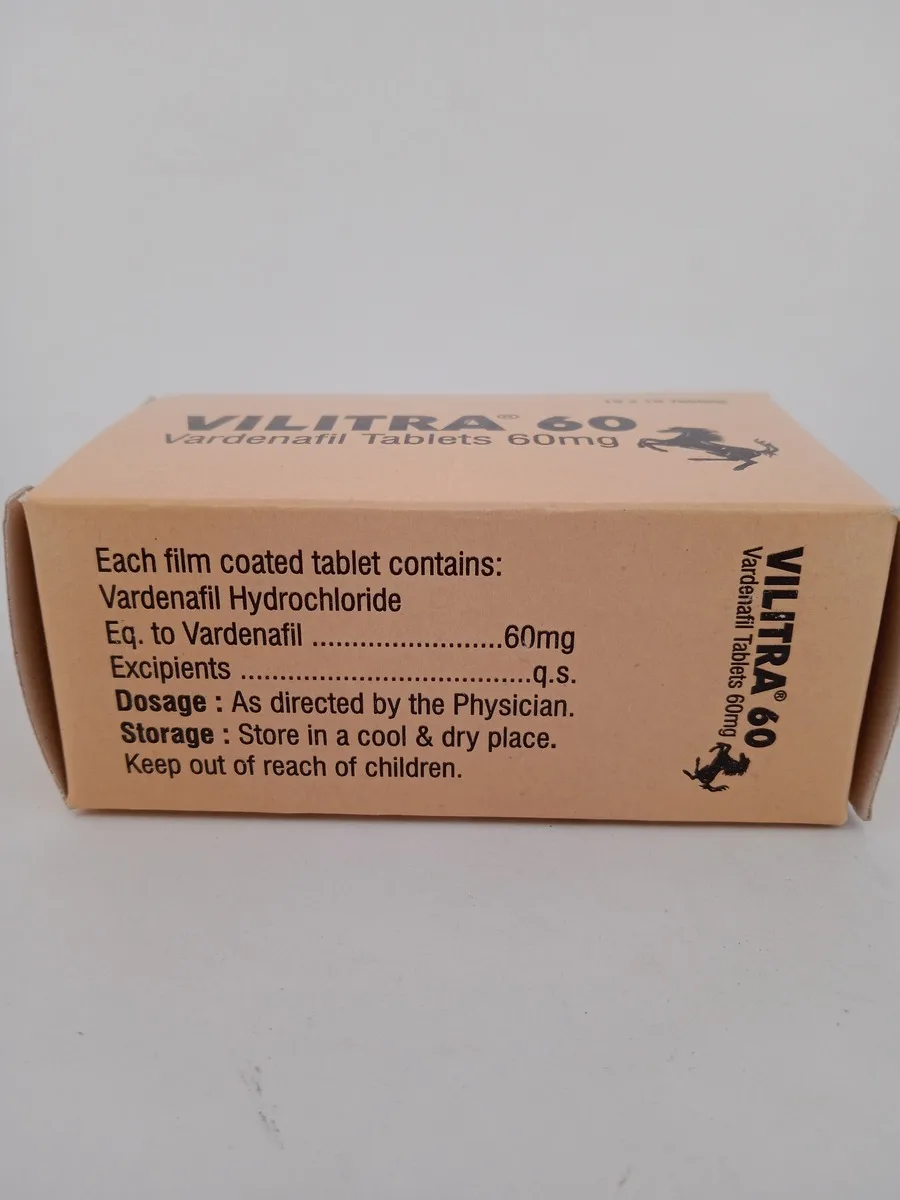 VILITRA® 60
Vardenafil Tablets 60mg
Each film coated tablet contains:
Vardenafil Hydrochloride
Eq. to Vardenafil .......................60mg
Excipients ...................................q.s.
Dosage : As directed by the Physician.
Storage : Store in a cool & dry place.
Keep out of reach of children.
VILITRA® 60
Vardenafil Tablets 60mg